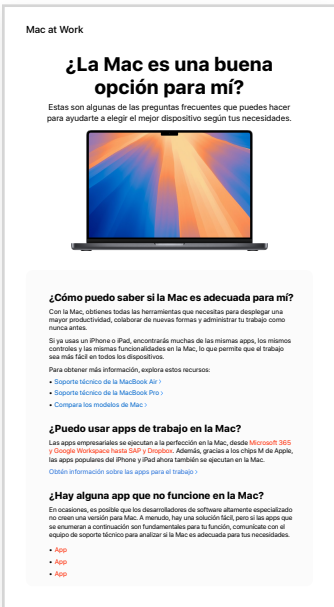 Mac at Work
¿La Mac es una buena
opción para mí?
Estas son algunas de las preguntas frecuentes que puedes hacer
para ayudarte a elegir el mejor dispositivo según tus necesidades.
¿Cómo puedo saber si la Mac es adecuada para mí?
Con la Mac, obtienes todas las herramientas que necesitas para desplegar una
mayor productividad, colaborar de nuevas formas y administrar tu trabajo como
nunca antes.
Si ya usas un iPhone o iPad, encontrarás muchas de las mismas apps, los mismos
controles y las mismas funcionalidades en la Mac, lo que permite que el trabajo
sea más fácil en todos los dispositivos.
Para obtener más información, explora estos recursos:
• Soporte técnico de la MacBook Air >
• Soporte técnico de la MacBook Pro >
• Compara los modelos de Mac >
¿Puedo usar apps de trabajo en la Mac?
Las apps empresariales se ejecutan a la perfección en la Mac, desde Microsoft 365
y Google Workspace hasta SAP y Dropbox. Además, gracias a los chips M de Apple,
las apps populares del iPhone y iPad ahora también se ejecutan en la Mac.
Obtén información sobre las apps para el trabajo >
¿Hay alguna app que no funcione en la Mac?
En ocasiones, es posible que los desarrolladores de software altamente especializado
no creen una versión para Mac. A menudo, hay una solución fácil, pero si las apps que
se enumeran a continuación son fundamentales para tu función, comunícate con el
equipo de soporte técnico para analizar si la Mac es adecuada para tus necesidades.
• App
• App
• App